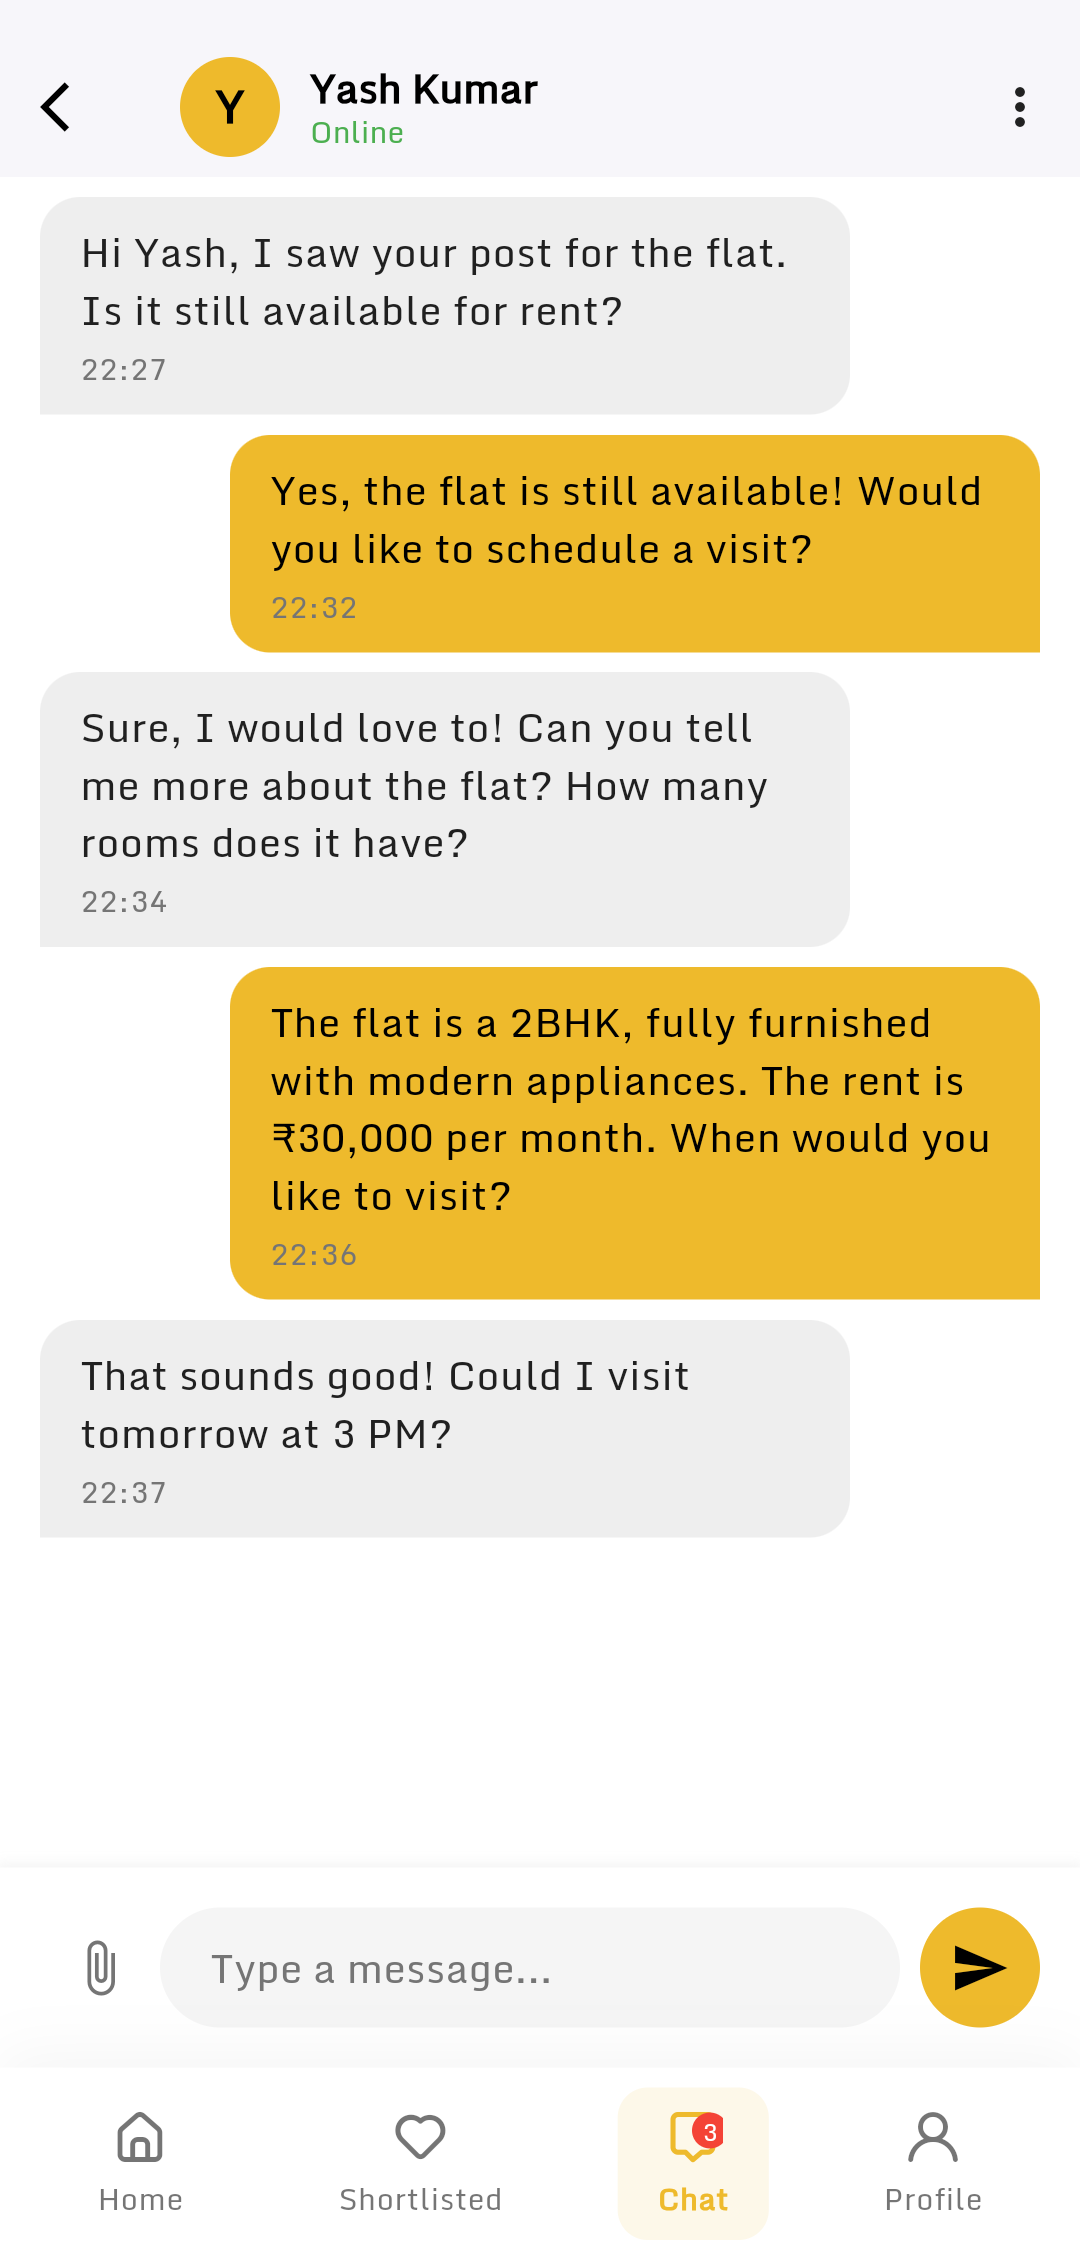 Y
Yash Kumar
Online
Hi Yash, I saw your post for the flat.
Is it still available for rent?
22:27
Yes, the flat is still available! Would
you like to schedule a visit?
22:32
Sure, I would love to! Can you tell
me more about the flat? How many
rooms does it have?
22:34
The flat is a 2BHK, fully furnished
with modern appliances. The rent is
₹30,000 per month. When would you
like to visit?
22:36
That sounds good! Could I visit
tomorrow at 3 PM?
22:37
Type a message...
3
Home
Shortlisted
Chat
Profile